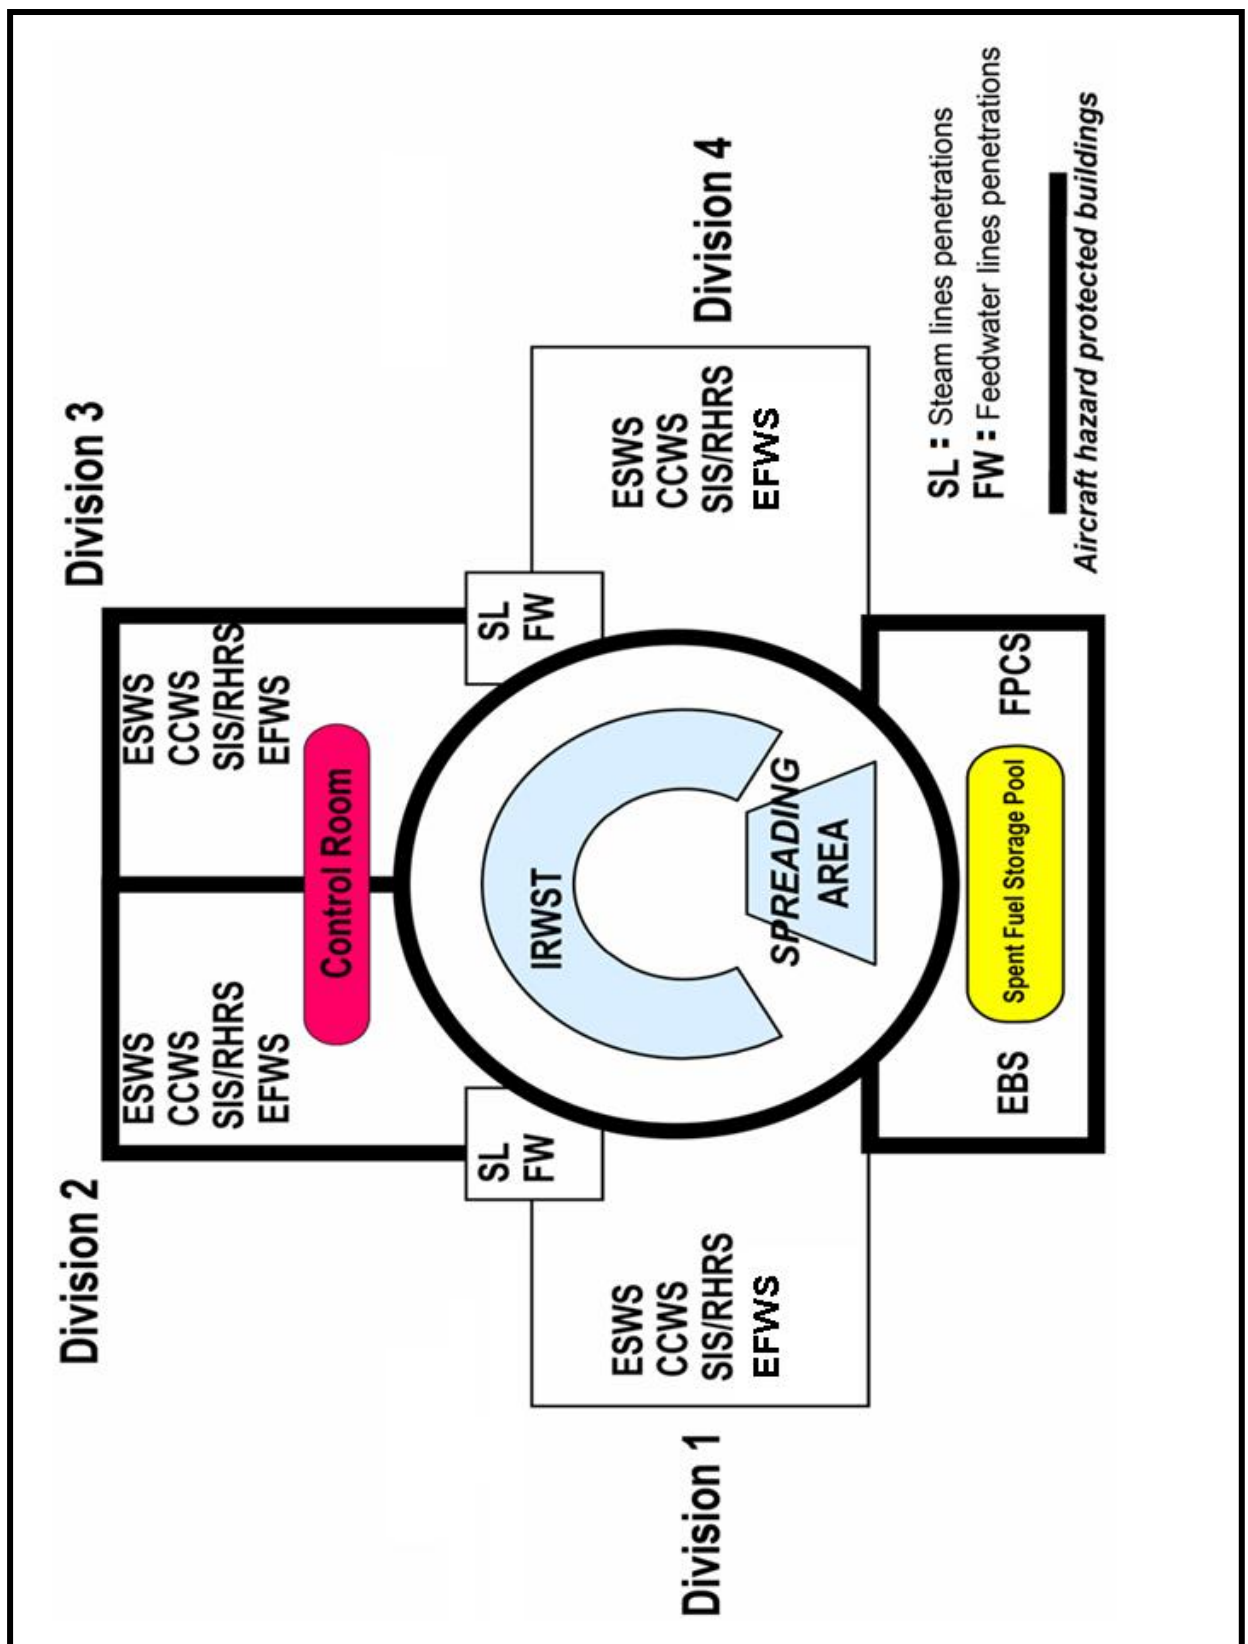 Division 2
Division 3
ESWS
CCWS
SIS/RHRS
EFWS
ESWS
CCWS
SIS/RHRS
EFWS
Control Room
SL
FW
SL
FW
IRWST
Division 1
ESWS
CCWS
SIS/RHRS
EFWS
ESWS
CCWS
SIS/RHRS
EFWS
Division 4
SPREADING
AREA
EBS
Spent Fuel Storage Pool
FPCS
SL : Steam lines penetrations
FW : Feedwater lines penetrations
Aircraft hazard protected buildings